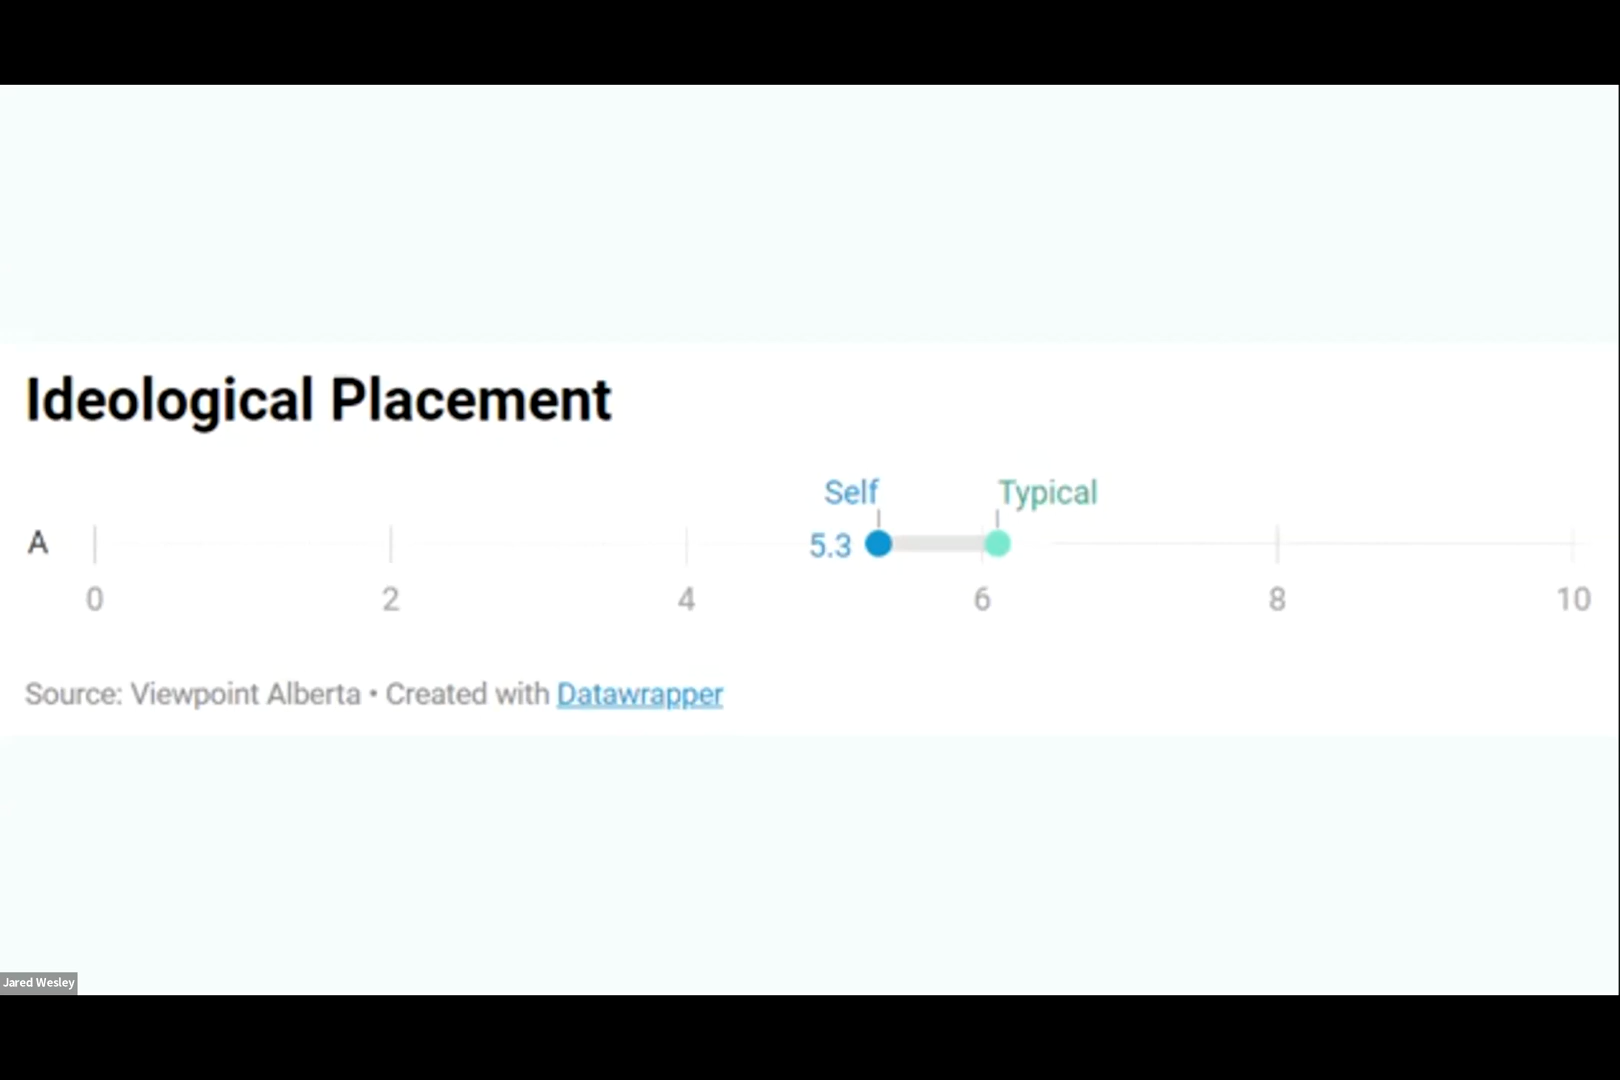 Ideological Placement
Self Typical
A 5.3
0 2 4 6 8 10
Source: Viewpoint Alberta • Created with Datawrapper
Jared Wesley